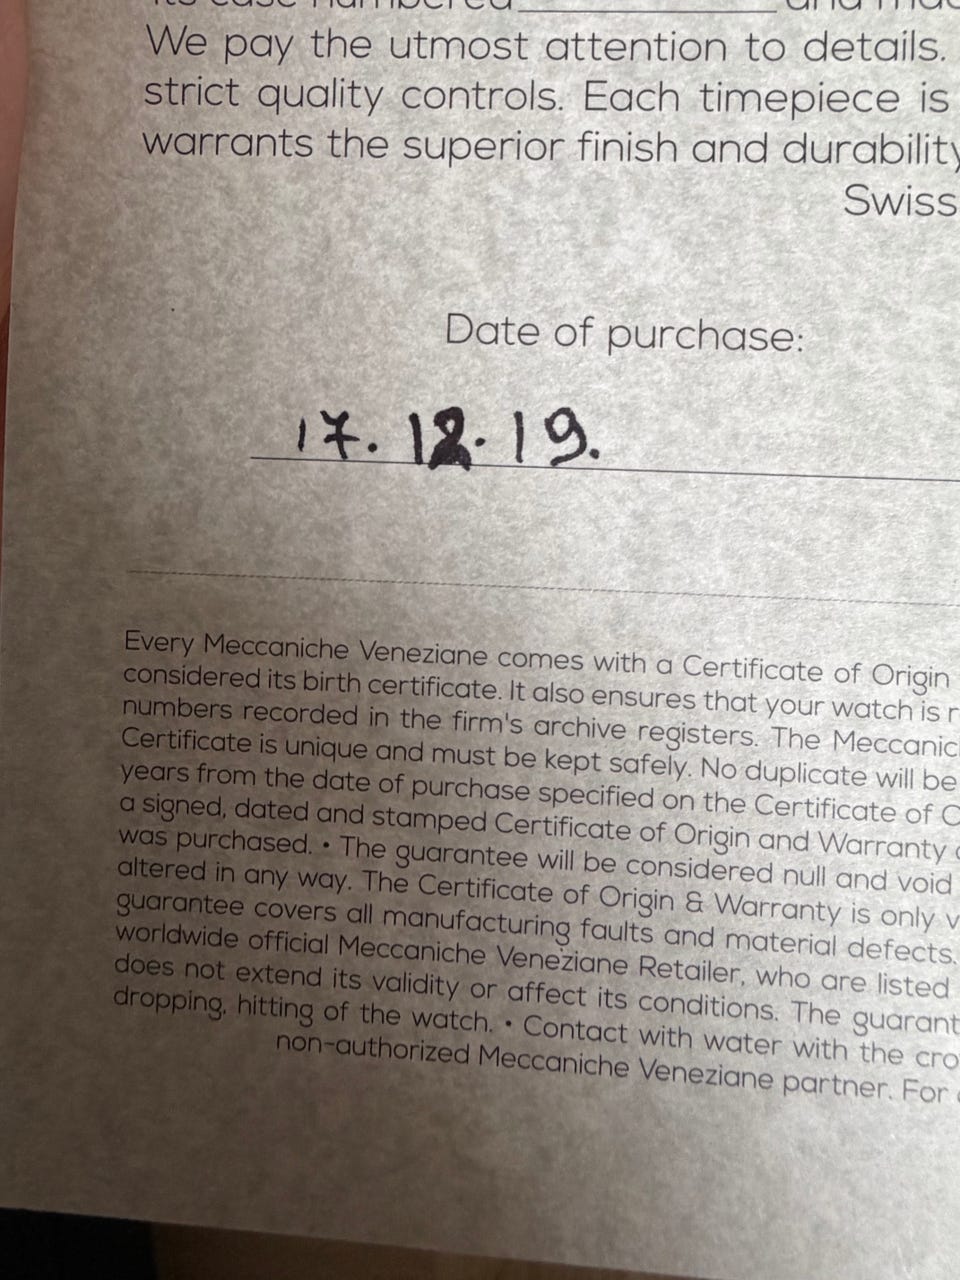 its case numbered____________ and
We pay the utmost attention to details.
strict quality controls. Each timepiece is
warrants the superior finish and durability
Swiss
Date of purchase:
17. 12. 19.
Every Meccaniche Veneziane comes with a Certificate of Origin
considered its birth certificate. It also ensures that your watch is
numbers recorded in the firm's archive registers. The
Certificate is unique and must be kept safely. No duplicate will be
years from the date of purchase specified on the Certificate of
a signed, dated and stamped Certificate of Origin and Warranty
was purchased. • The guarantee will be considered null and void
altered in any way. The Certificate of Origin & Warranty is only
guarantee covers all manufacturing faults and material defects.
worldwide official Meccaniche Veneziane Retailer, who are listed
does not extend its validity or affect its conditions. The
dropping, hitting of the watch. • Contact with water with the
non-authorized Meccaniche Veneziane partner. For